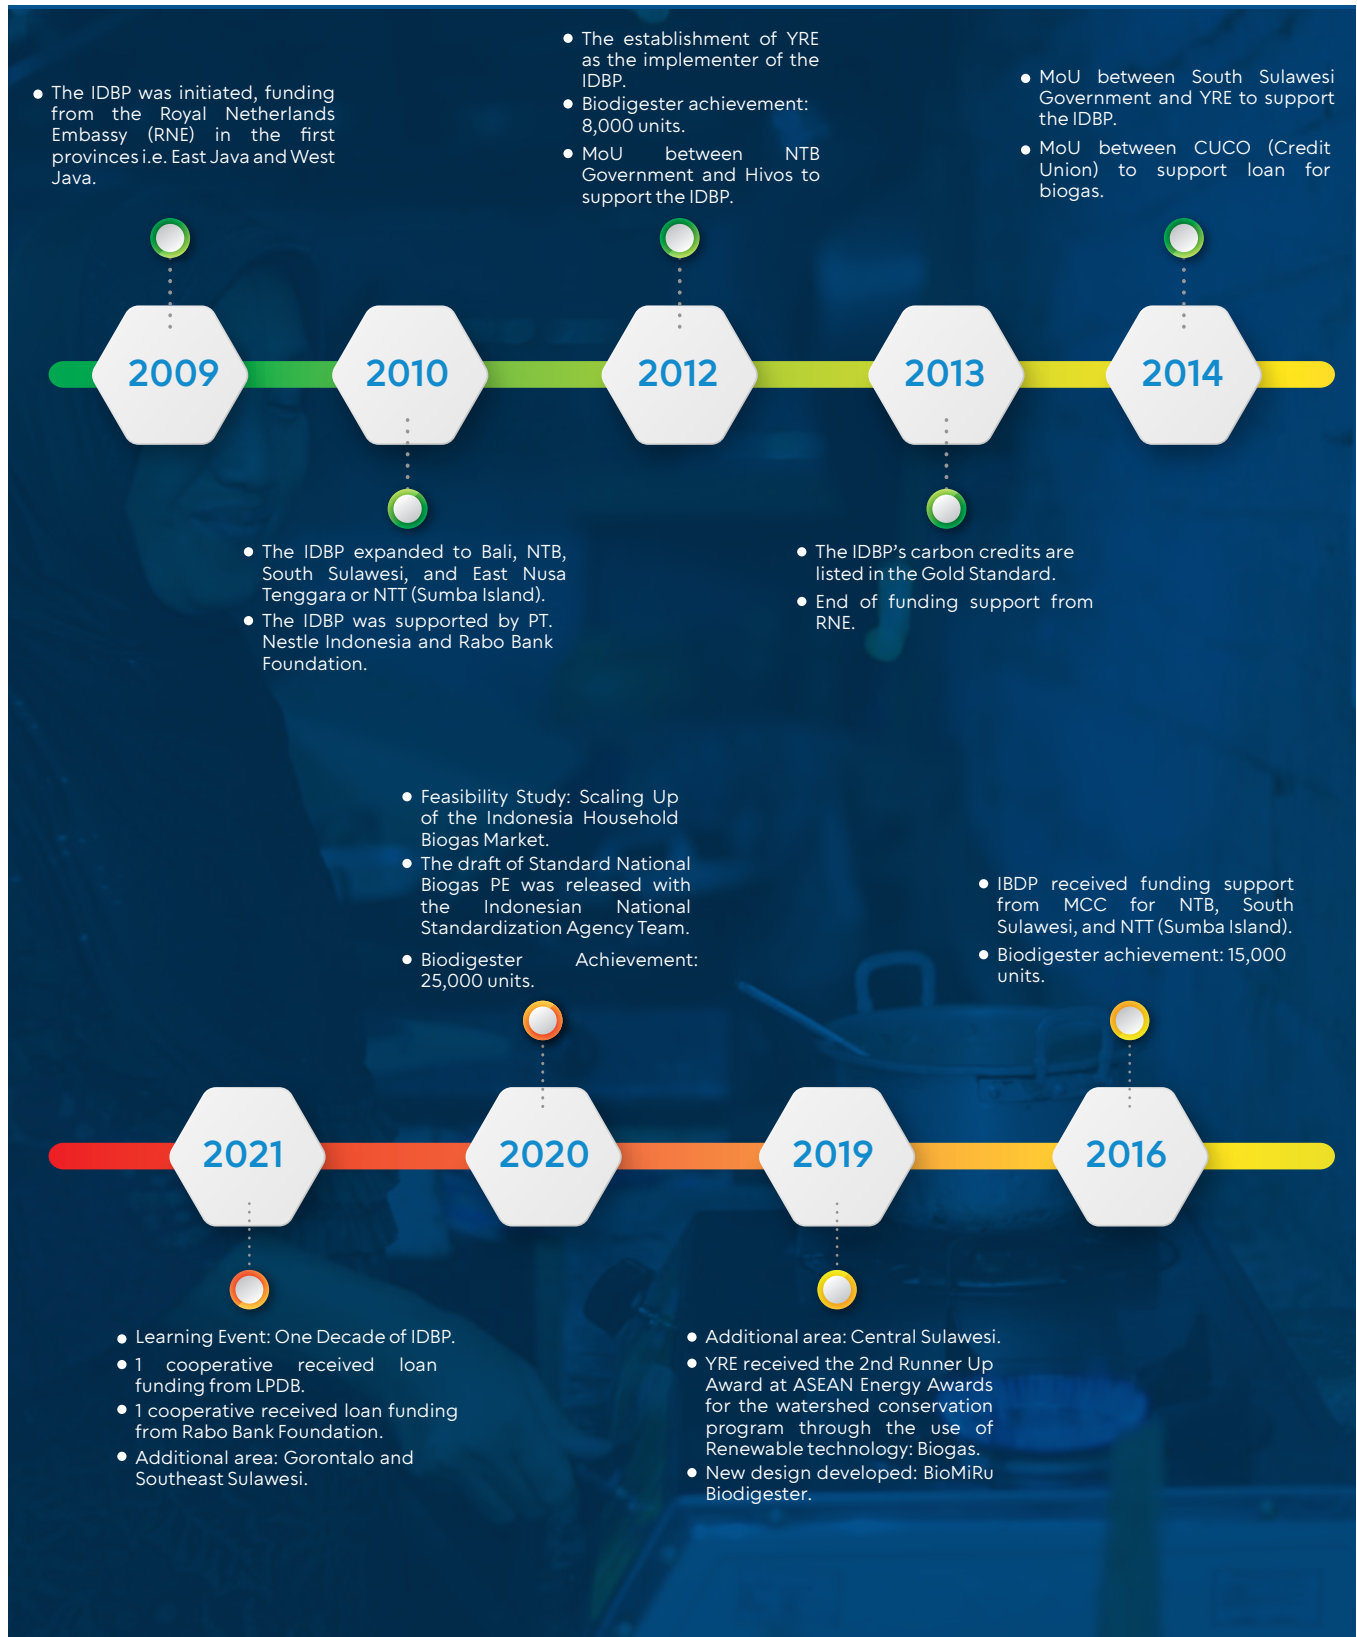 The IDBP was initiated, funding
from the Royal Netherlands
Embassy (RNE) in the first
provinces i.e. East Java and West
Java.
The establishment of YRE
as the implementer of the
IDBP.
Biodigester achievement:
8,000 units.
MoU between NTB
Government and Hivos to
support the IDBP.
MoU between South Sulawesi
Government and YRE to support
the IDBP.
MoU between CUCO (Credit
Union) to support loan for
biogas.
2009
2010
2012
2013
2014
The IDBP expanded to Bali, NTB,
South Sulawesi, and East Nusa
Tenggara or NTT (Sumba Island).
The IDBP was supported by PT.
Nestle Indonesia and Rabo Bank
Foundation.
The IDBP's carbon credits are
listed in the Gold Standard.
End of funding support from
RNE.
Feasibility Study: Scaling Up
of the Indonesia Household
Biogas Market.
The draft of Standard National
Biogas PE was released with
the Indonesian National
Standardization Agency Team.
Biodigester Achievement:
25,000 units.
IBDP received funding support
from MCC for NTB, South
Sulawesi, and NTT (Sumba Island).
Biodigester achievement: 15,000
units.
2021
2020
2019
2016
Learning Event: One Decade of IDBP.
1 cooperative received loan
funding from LPDB.
1 cooperative received loan funding
from Rabo Bank Foundation.
Additional area: Gorontalo and
Southeast Sulawesi.
Additional area: Central Sulawesi.
YRE received the 2nd Runner Up
Award at ASEAN Energy Awards
for the watershed conservation
program through the use of
Renewable technology: Biogas.
New design developed: BioMiRu
Biodigester.